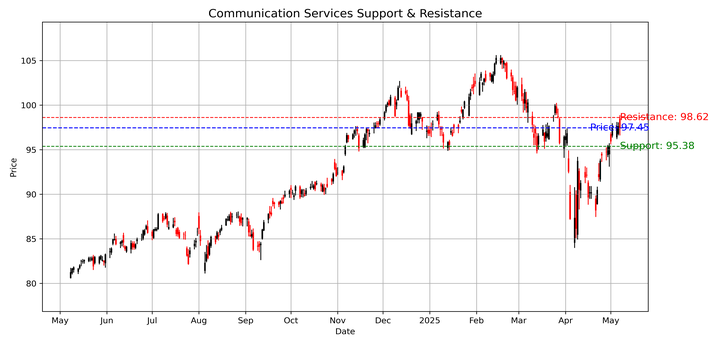 Communication Services Support & Resistance
Price
105
100
95
90
85
80
Resistance: 98.62
Price: 97.45
Support: 95.38
May
Jun
Jul
Aug
Sep
Oct
Nov
Dec
2025
Feb
Mar
Apr
May
Date